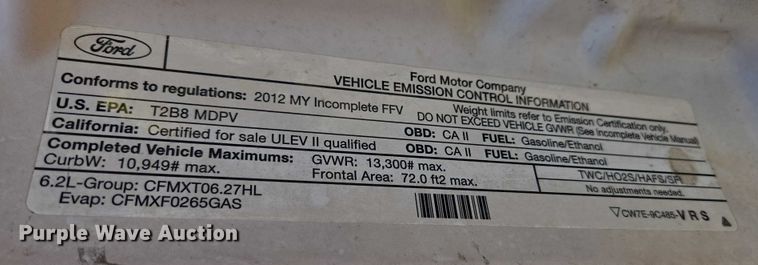 Ford
Ford Motor Company
VEHICLE EMISSION CONTROL INFORMATION
Conforms to regulations: 2012 MY Incomplete FFV
Weight limits refer to Emission Certification only.
DO NOT EXCEED VEHICLE GVWR (See incomplete Vehicle Manual)
U.S. EPA: T2B8 MDPV OBD: CA II FUEL: Gasoline/Ethanol
California: Certified for sale ULEV II qualified OBD: CA II FUEL: Gasoline/Ethanol
Completed Vehicle Maximums:
CurbW: 10,949# max. GVWR: 13,300# max.
Frontal Area: 72.0 ft2 max.
TWC/HO2S/HAFS/SFI
No adjustments needed.
6.2L-Group: CFMXT06.27HL
Evap: CFMXF0265GAS
CW7E-9C485-VRS
Purple Wave Auction